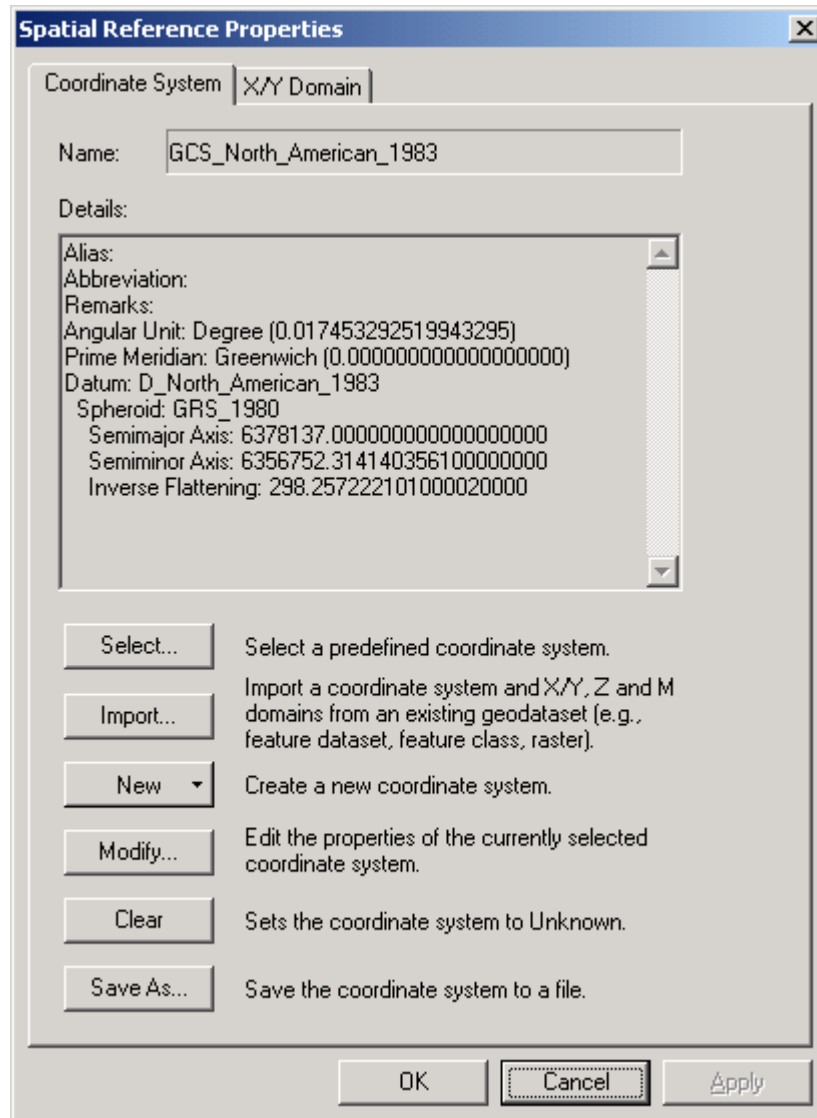 Spatial Reference Properties
Coordinate System
X/Y Domain
Name:
GCS_North_American_1983
Details:
Alias:
Abbreviation:
Remarks:
Angular Unit: Degree (0.017453292519943295)
Prime Meridian: Greenwich (0.000000000000000000)
Datum: D_North_American_1983
Spheroid: GRS_1980
Semimajor Axis: 6378137.000000000000000000
Semiminor Axis: 6356752.314140356100000000
Inverse Flattening: 298.257222101000020000
Select...
Select a predefined coordinate system.
Import...
Import a coordinate system and X/Y, Z and M
domains from an existing geodataset (e.g.,
feature dataset, feature class, raster).
New
Create a new coordinate system.
Modify...
Edit the properties of the currently selected
coordinate system.
Clear
Sets the coordinate system to Unknown.
Save As...
Save the coordinate system to a file.
OK
Cancel
Apply